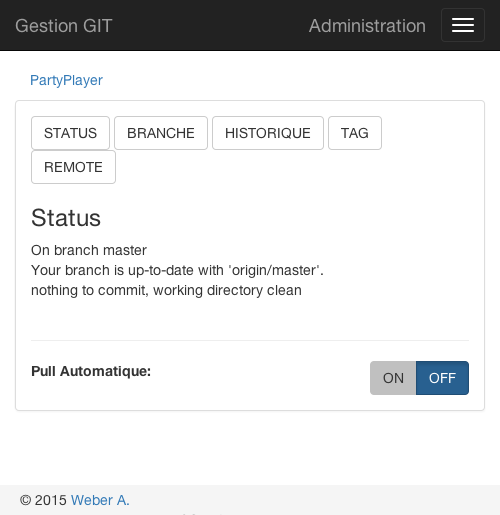 Gestion GIT Administration
PartyPlayer
STATUS BRANCHE HISTORIQUE TAG
REMOTE
Status
On branch master
Your branch is up-to-date with 'origin/master'.
nothing to commit, working directory clean
Pull Automatique: ON OFF
© 2015 Weber A.